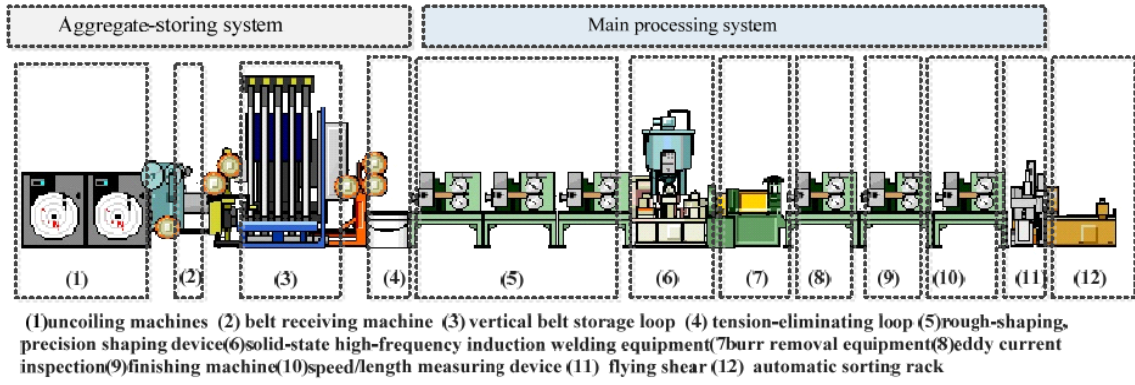 Aggregate-storing system
Main processing system
(1)
(2)
(3)
(4)
(5)
(6)
(7)
(8)
(9)
(10)
(11)
(12)
(1)uncoiling machines (2) belt receiving machine (3) vertical belt storage loop (4) tension-eliminating loop (5)rough-shaping,
precision shaping device(6)solid-state high-frequency induction welding equipment(7burr removal equipment(8)eddy current
inspection(9)finishing machine(10)speed/length measuring device (11) flying shear (12) automatic sorting rack